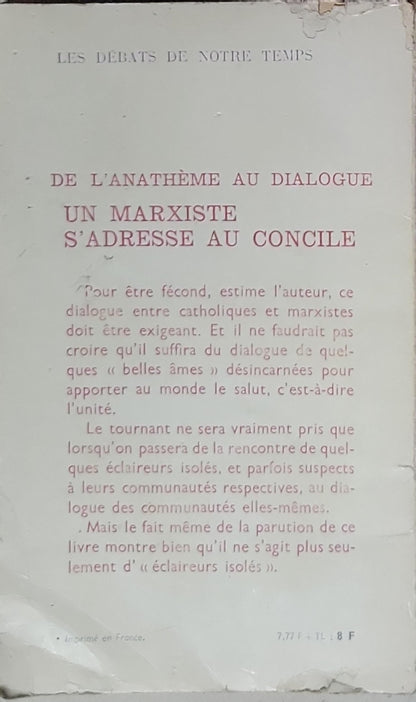 LES DÉBATS DE NOTRE TEMPS
DE L'ANATHÈME AU DIALOGUE
UN MARXISTE
S'ADRESSE AU CONCILE
Pour être fécond, estime l'auteur, ce
dialogue entre catholiques et marxistes
doit être exigeant. Et il ne faudrait pas
croire qu'il suffira du dialogue de quel-
ques « belles âmes » désincarnées pour
apporter au monde le salut, c'est-à-dire
l'unité.
Le tournant ne sera vraiment pris que
lorsqu'on passera de la rencontre de quel-
ques éclaireurs isolés, et parfois suspects
à leurs communautés respectives, au dia-
logue des communautés elles-mêmes.
Mais le fait même de la parution de ce
livre montre bien qu'il ne s'agit plus seu-
lement d' « éclaireurs isolés ».
• Imprimé en France.
7,77 F + TL : 8 F